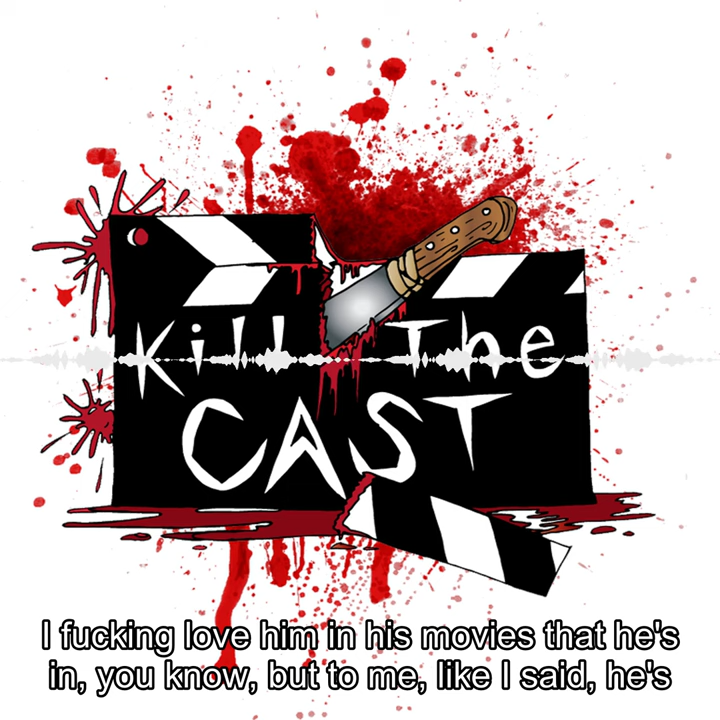 Kill The
CAST
I fucking love him in his movies that he's
in, you know, but to me, like I said, he's